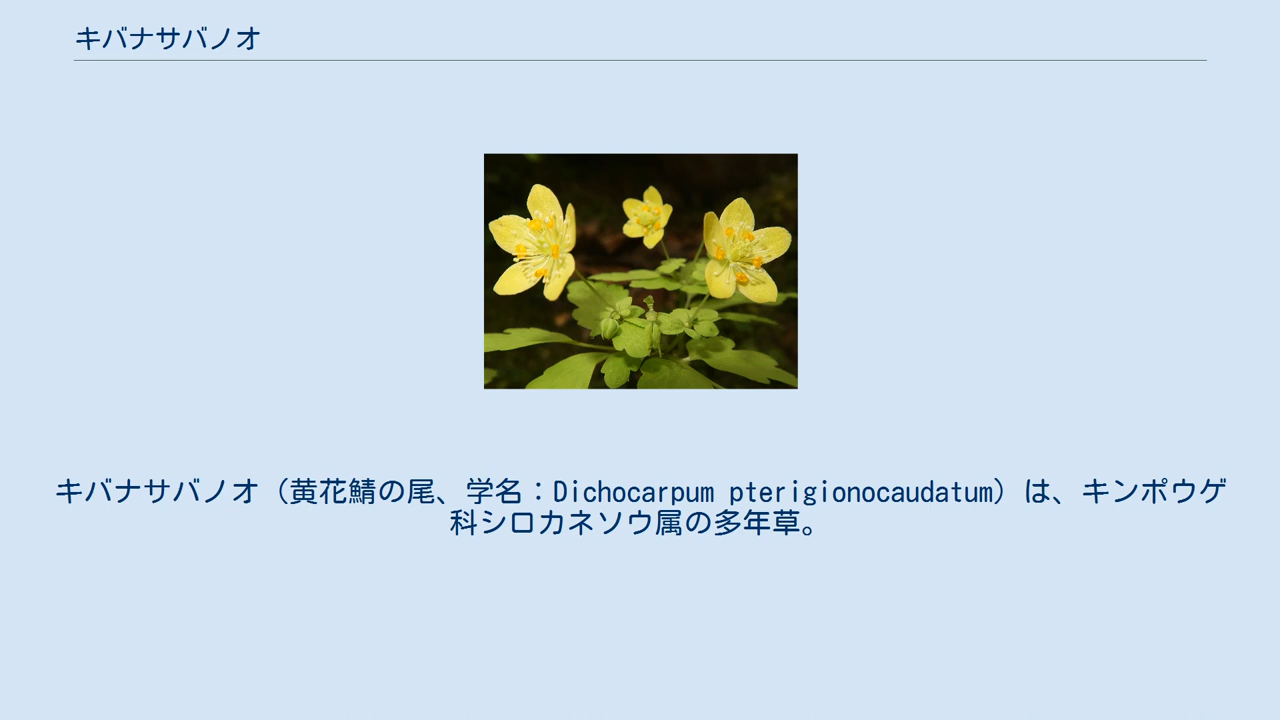 キバナサバノオ
キバナサバノオ（黄花鯖の尾、学名：Dichocarpum pterigionocaudatum）は、キンポウゲ
科シロカネソウ属の多年草。